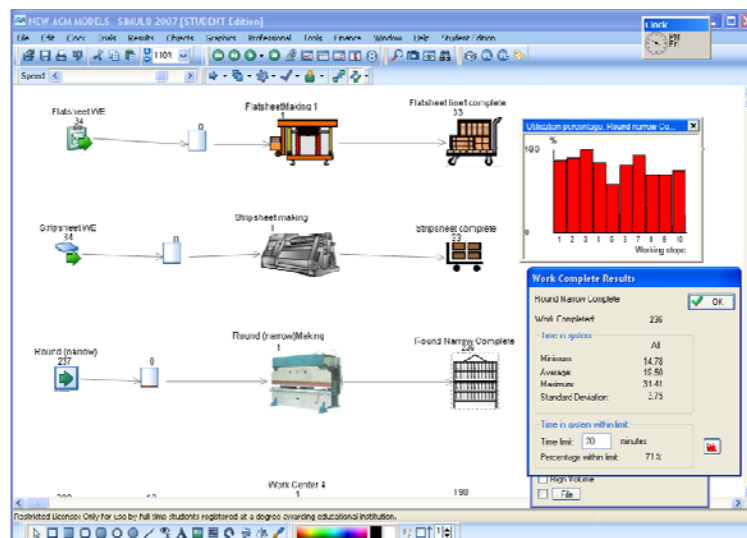 NEW ACM MODELS - SIMUL8 2007 [STUDENT Edition]
File Edit Clock Trials Results Objects Graphics Professional Tools Finance Window Help Student Edition
Clock
PM
Fri
110%
Speed
Flatsheet WE
34
0
FlatsheetMaking 1
1
Flatsheet line1 complete
33
Utilisation percentage, Round narrow Co...
%
100
0
1 2 3 4 5 6 7 8 9 10
Working steps
Stripsheet WE
34
0
Stripsheet making
1
Stripsheet complete
33
Round (narrow)
237
0
Round (narrow)Making
1
Round Narrow Complete
236
Work Complete Results
Round Narrow Complete
OK
Work Completed: 236
Time in system
All
Minimum: 14.78
Average:
Maximum: 31.41
Standard Deviation: 3.75
Time in system within limit
Time limit: 20 minutes
Percentage within limit: 71%
High Volume
File
Work Center 4
1
198
Restricted License: Only for use by full time students registered at a degree awarding educational institution.